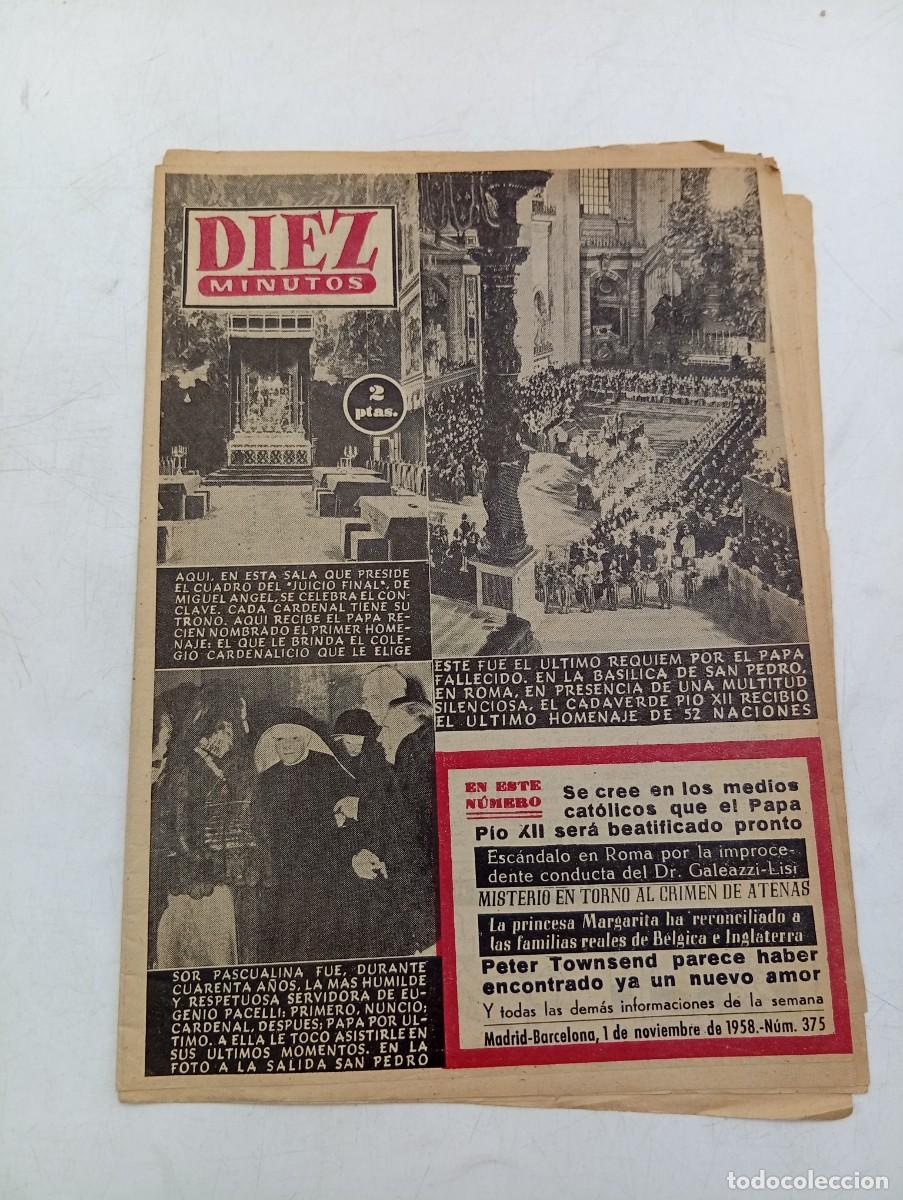 DIEZ
MINUTOS
2
ptas.
AQUI, EN ESTA SALA QUE PRESIDE
EL CUADRO DEL "JUICIO FINAL", DE
MIGUEL ANGEL, SE CELEBRA EL CON-
CLAVE. CADA CARDENAL TIENE SU
TRONO. AQUI RECIBE EL PAPA RE-
CIEN NOMBRADO EL PRIMER HOME-
NAJE: EL QUE LE BRINDA EL COLE-
GIO CARDENALICIO QUE LE ELIGE
ESTE FUE EL ULTIMO REQUIEM POR EL PAPA
FALLECIDO. EN LA BASILICA DE SAN PEDRO,
EN ROMA, EN PRESENCIA DE UNA MULTITUD
SILENCIOSA. EL CADAVERDE PIO XII RECIBIO
EL ULTIMO HOMENAJE DE 52 NACIONES
SOR PASCUALINA FUE, DURANTE
CUARENTA AÑOS, LA MAS HUMILDE
Y RESPETUOSA SERVIDORA DE EU-
GENIO PACELLI: PRIMERO, NUNCIO;
CARDENAL, DESPUES; PAPA POR UL-
TIMO. A ELLA LE TOCO ASISTIRLE EN
SUS ULTIMOS MOMENTOS. EN LA
FOTO A LA SALIDA SAN PEDRO
EN ESTE
NÚMERO
Se cree en los medios
católicos que el Papa
Pío XII será beatificado pronto
Escándalo en Roma por la improce-
dente conducta del Dr. Galeazzi-Lisi
MISTERIO EN TORNO AL CRIMEN DE ATENAS
La princesa Margarita ha reconciliado a
las familias reales de Bélgica e Inglaterra
Peter Townsend parece haber
encontrado ya un nuevo amor
Y todas las demás informaciones de la semana
Madrid-Barcelona, 1 de noviembre de 1958.-Núm. 375
todocoleccion